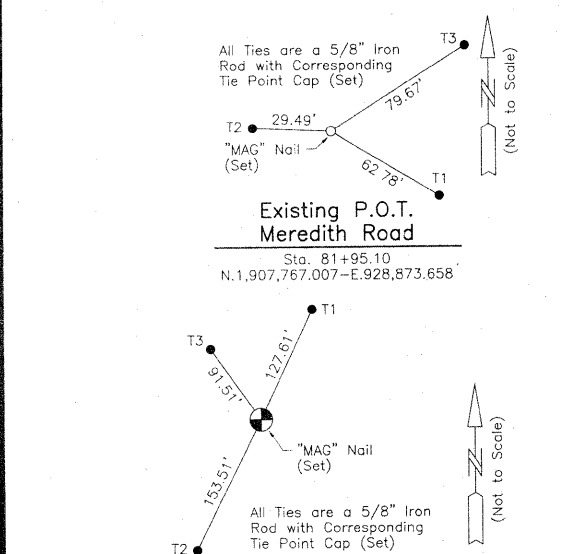 All Ties are a 5/8" Iron
Rod with Corresponding
Tie Point Cap (Set)
T3
79.67'
N
(Not to Scale)
T2
29.49'
"MAG" Nail
(Set)
62.78'
T1
Existing P.O.T.
Meredith Road
Sta. 81+95.10
N.1,907,767.007-E.928,873.658
T1
T3
127.61'
91.51'
"MAG" Nail
(Set)
N
(Not to Scale)
153.51'
All Ties are a 5/8" Iron
Rod with Corresponding
Tie Point Cap (Set)
T2